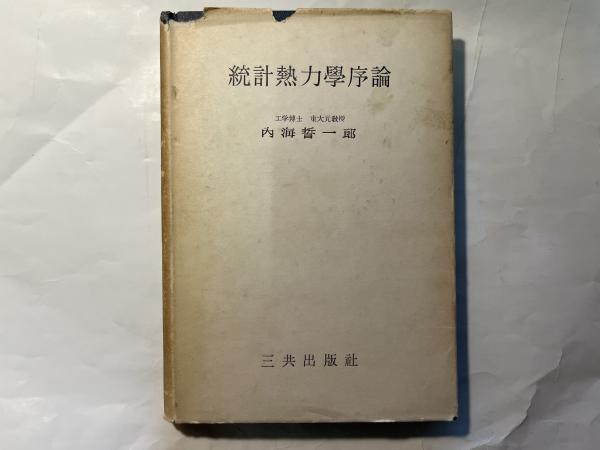 統計熱力學序論
工学博士 東大元教授
內海誓一郎
三共出版社